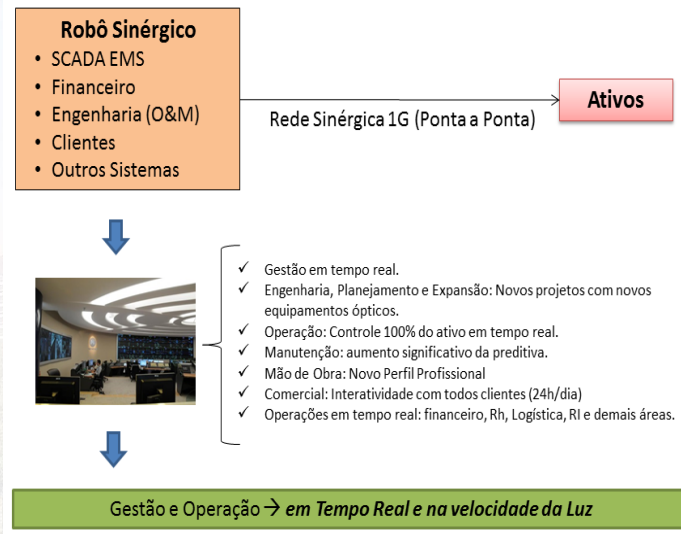 Robô Sinérgico
• SCADA EMS
• Financeiro
• Engenharia (O&M)
• Clientes
• Outros Sistemas
Rede Sinérgica 1G (Ponta a Ponta)
Ativos
✓ Gestão em tempo real.
✓ Engenharia, Planejamento e Expansão: Novos projetos com novos
equipamentos ópticos.
✓ Operação: Controle 100% do ativo em tempo real.
✓ Manutenção: aumento significativo da preditiva.
✓ Mão de Obra: Novo Perfil Profissional
✓ Comercial: Interatividade com todos clientes (24h/dia)
✓ Operações em tempo real: financeiro, Rh, Logística, RI e demais áreas.
Gestão e Operação → em Tempo Real e na velocidade da Luz